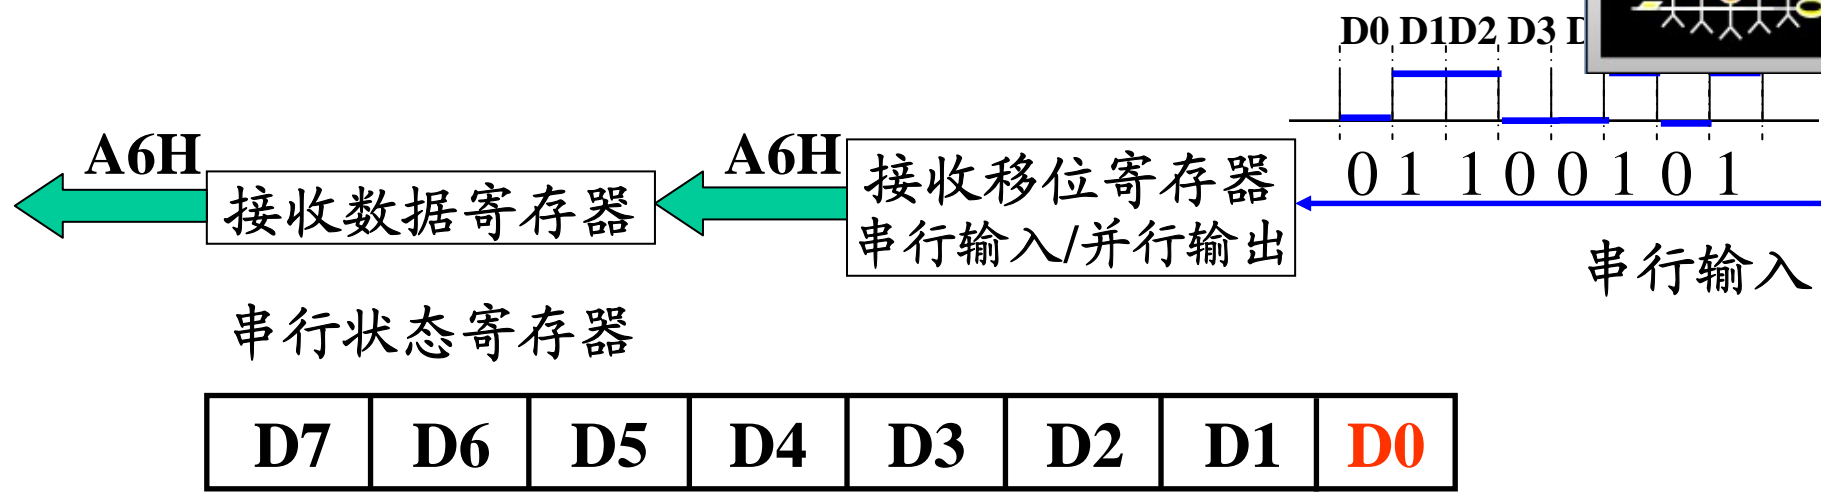 D0 D1 D2 D3
A6H
接收数据寄存器
A6H
接收移位寄存器
串行输入/并行输出
0 1 1 0 0 1 0 1
串行输入
串行状态寄存器
D7 D6 D5 D4 D3 D2 D1 D0